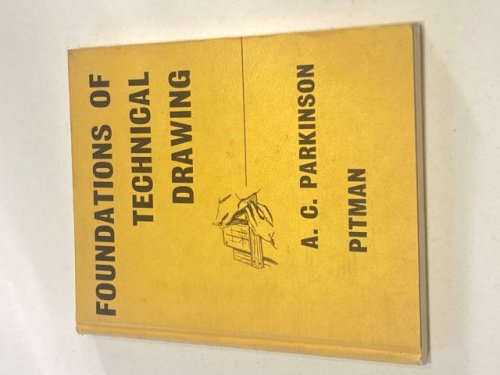 FOUNDATIONS OF
TECHNICAL
DRAWING
A. C. PARKINSON
PITMAN